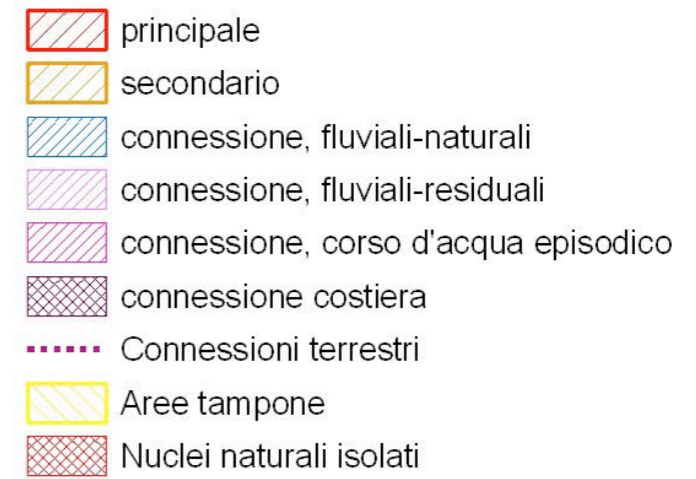 principale
secondario
connessione, fluviali-naturali
connessione, fluviali-residuali
connessione, corso d'acqua episodico
connessione costiera
Connessioni terrestri
Aree tampone
Nuclei naturali isolati